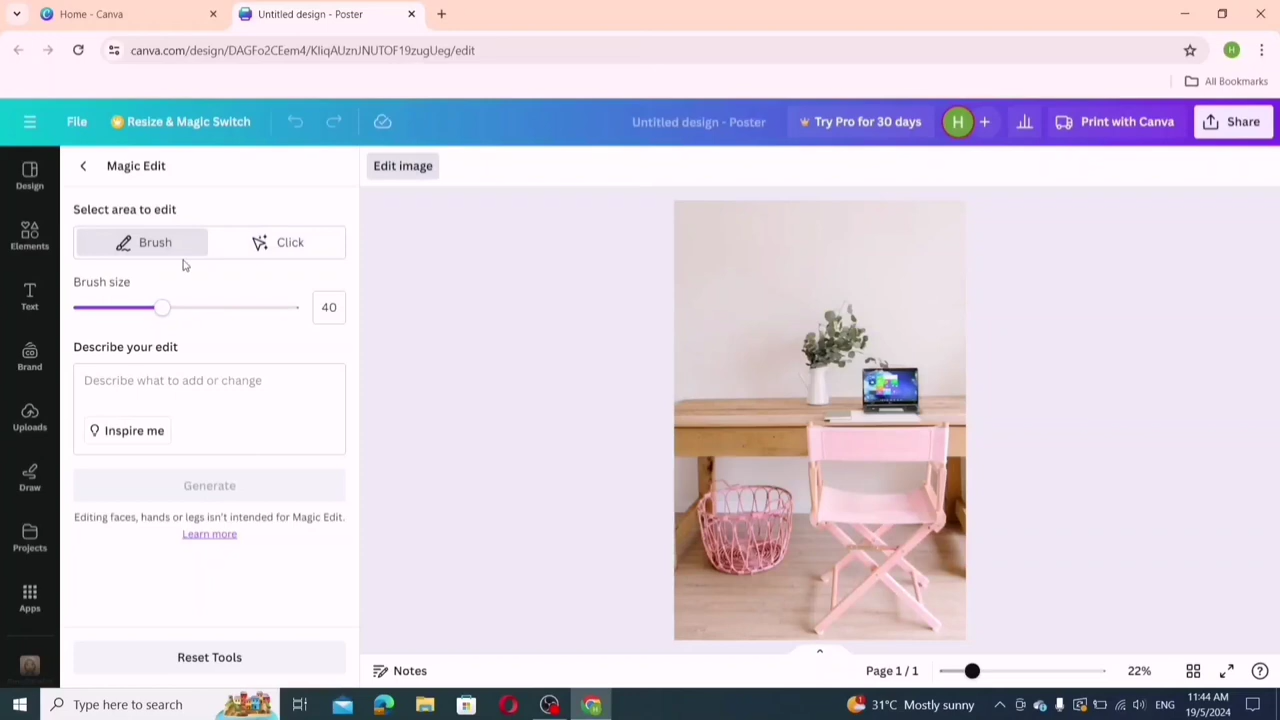 Home - Canva
Untitled design - Poster
canva.com/design/DAGFo2CEem4/KIiqAUznJNUTOF19zugUeg/edit
H
All Bookmarks
File
Resize & Magic Switch
Untitled design - Poster
Try Pro for 30 days
H
Print with Canva
Share
Design
Elements
Text
Brand
Uploads
Draw
Projects
Apps
Magic Edit
Edit image
Select area to edit
Brush
Click
Brush size
40
Describe your edit
Describe what to add or change
Inspire me
Generate
Editing faces, hands or legs isn't intended for Magic Edit.
Learn more
Reset Tools
Notes
Page 1 / 1
22%
Type here to search
31°C Mostly sunny
ENG
11:44 AM
19/5/2024